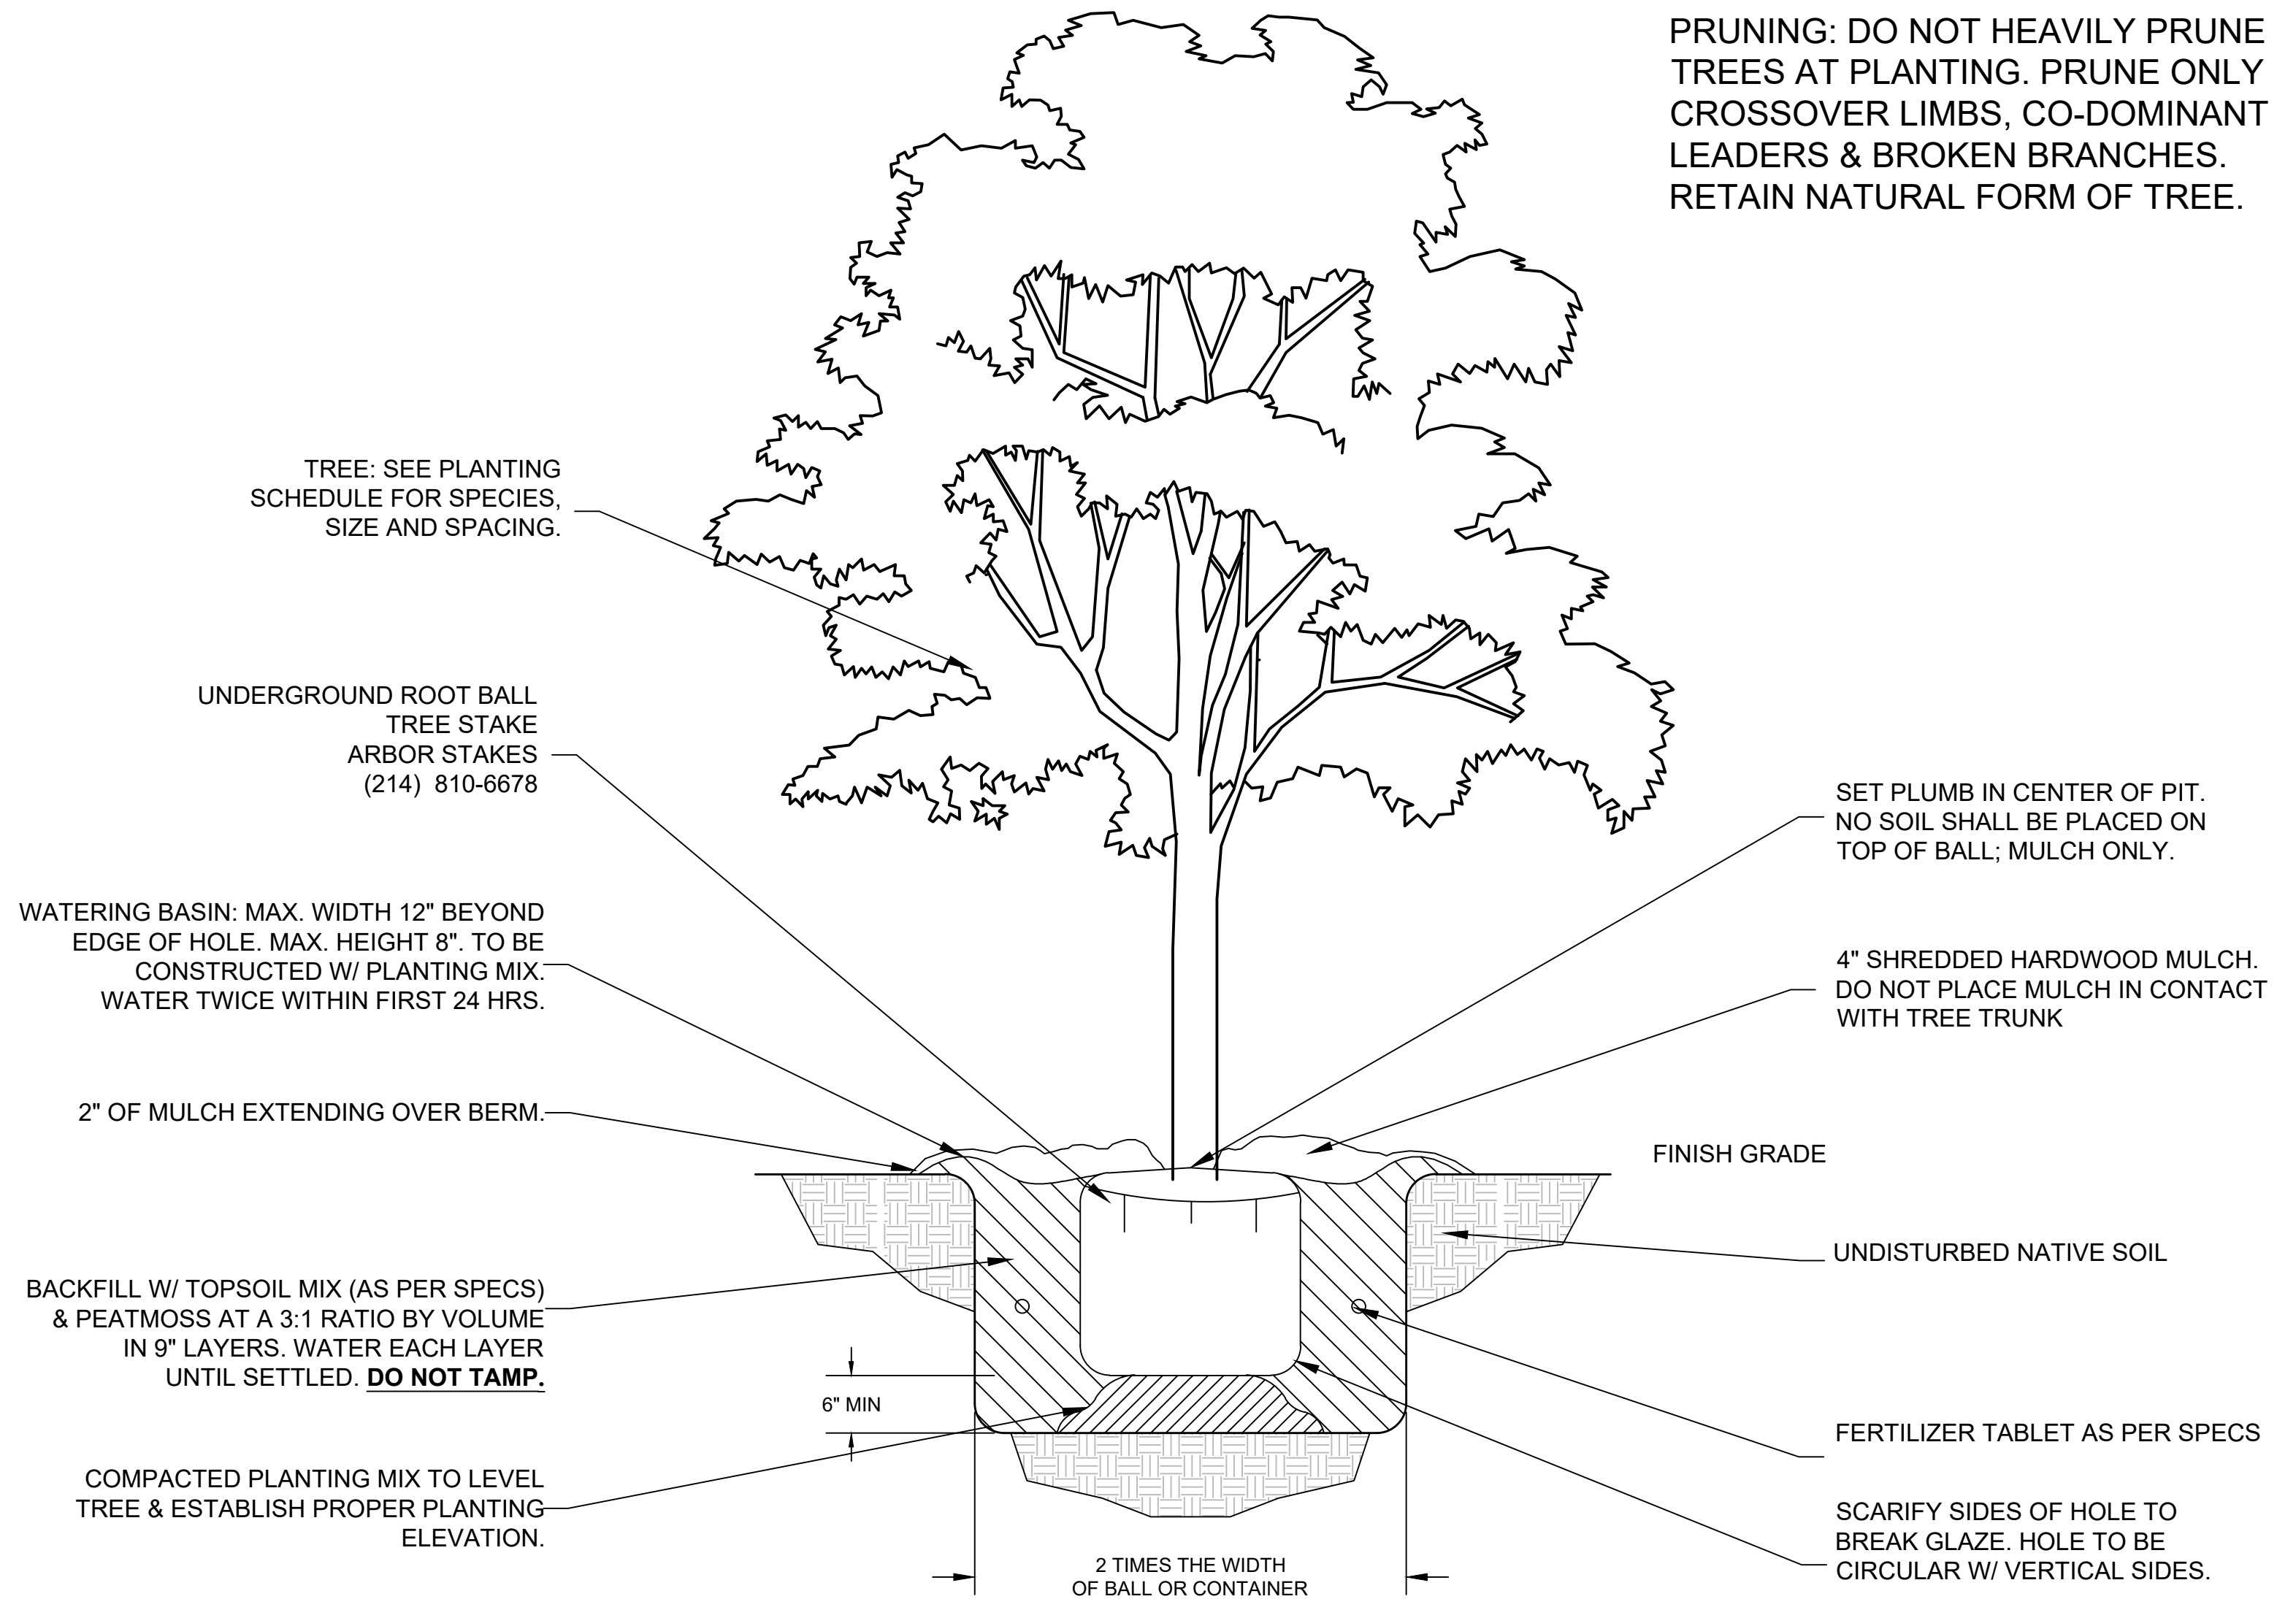 PRUNING: DO NOT HEAVILY PRUNE
TREES AT PLANTING. PRUNE ONLY
CROSSOVER LIMBS, CO-DOMINANT
LEADERS & BROKEN BRANCHES.
RETAIN NATURAL FORM OF TREE.
TREE: SEE PLANTING
SCHEDULE FOR SPECIES,
SIZE AND SPACING.
UNDERGROUND ROOT BALL
TREE STAKE
ARBOR STAKES
(214) 810-6678
WATERING BASIN: MAX. WIDTH 12" BEYOND
EDGE OF HOLE. MAX. HEIGHT 8". TO BE
CONSTRUCTED W/ PLANTING MIX.
WATER TWICE WITHIN FIRST 24 HRS.
2" OF MULCH EXTENDING OVER BERM.
BACKFILL W/ TOPSOIL MIX (AS PER SPECS)
& PEATMOSS AT A 3:1 RATIO BY VOLUME
IN 9" LAYERS. WATER EACH LAYER
UNTIL SETTLED. DO NOT TAMP.
COMPACTED PLANTING MIX TO LEVEL
TREE & ESTABLISH PROPER PLANTING
ELEVATION.
6" MIN
2 TIMES THE WIDTH
OF BALL OR CONTAINER
SET PLUMB IN CENTER OF PIT.
NO SOIL SHALL BE PLACED ON
TOP OF BALL; MULCH ONLY.
4" SHREDDED HARDWOOD MULCH.
DO NOT PLACE MULCH IN CONTACT
WITH TREE TRUNK
FINISH GRADE
UNDISTURBED NATIVE SOIL
FERTILIZER TABLET AS PER SPECS
SCARIFY SIDES OF HOLE TO
BREAK GLAZE. HOLE TO BE
CIRCULAR W/ VERTICAL SIDES.